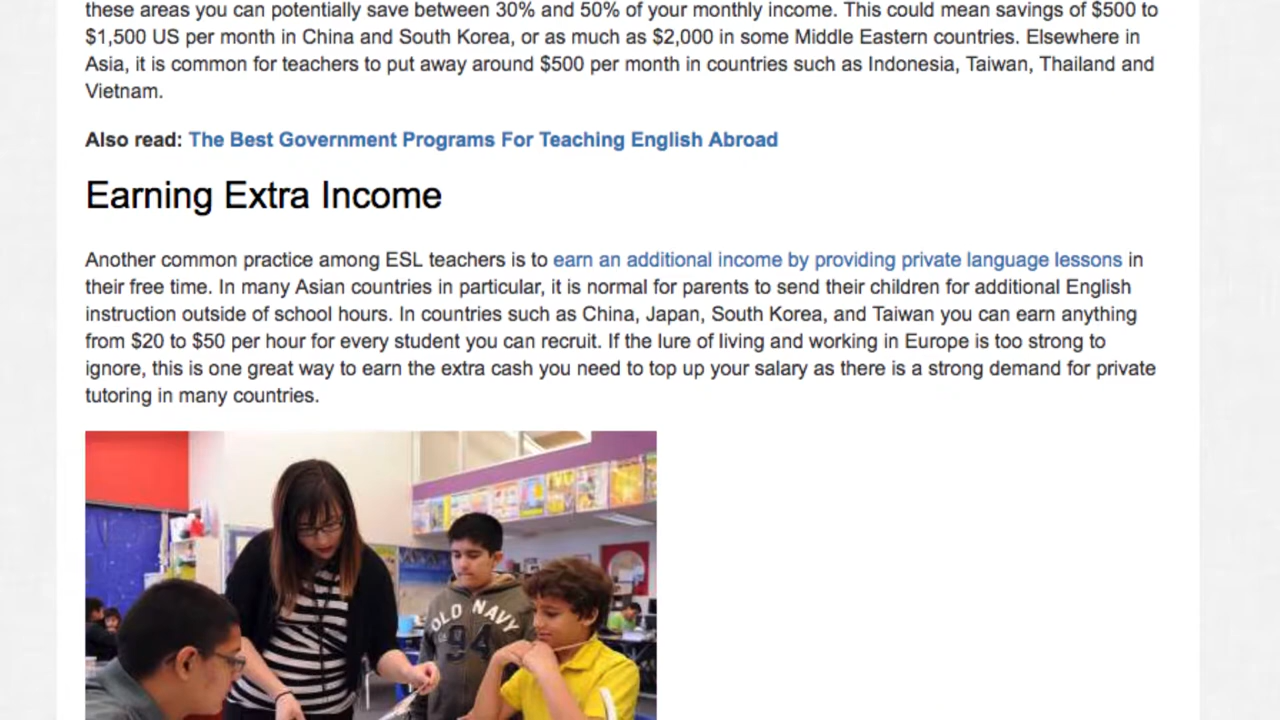 these areas you can potentially save between 30% and 50% of your monthly income. This could mean savings of $500 to
$1,500 US per month in China and South Korea, or as much as $2,000 in some Middle Eastern countries. Elsewhere in
Asia, it is common for teachers to put away around $500 per month in countries such as Indonesia, Taiwan, Thailand and
Vietnam.
Also read: The Best Government Programs For Teaching English Abroad
Earning Extra Income
Another common practice among ESL teachers is to earn an additional income by providing private language lessons in
their free time. In many Asian countries in particular, it is normal for parents to send their children for additional English
instruction outside of school hours. In countries such as China, Japan, South Korea, and Taiwan you can earn anything
from $20 to $50 per hour for every student you can recruit. If the lure of living and working in Europe is too strong to
ignore, this is one great way to earn the extra cash you need to top up your salary as there is a strong demand for private
tutoring in many countries.
OLD NAVY
94